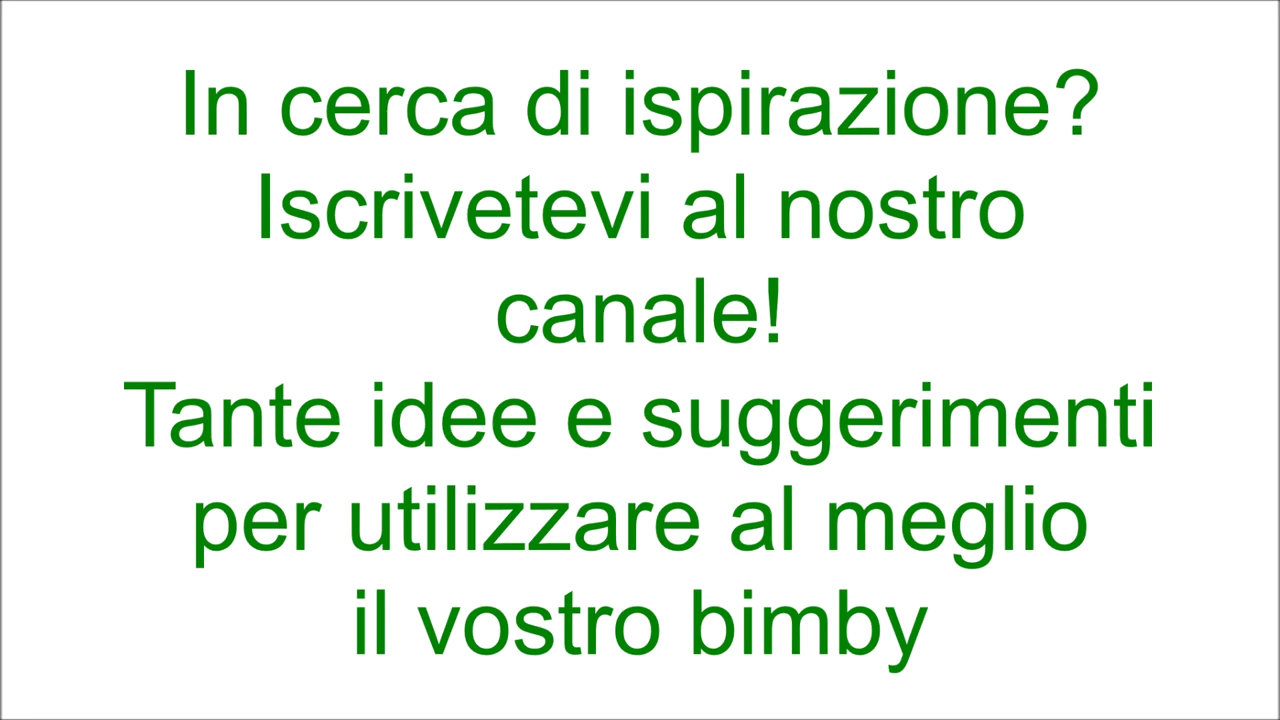 In cerca di ispirazione?
Iscrivetevi al nostro
canale!
Tante idee e suggerimenti
per utilizzare al meglio
il vostro bimby